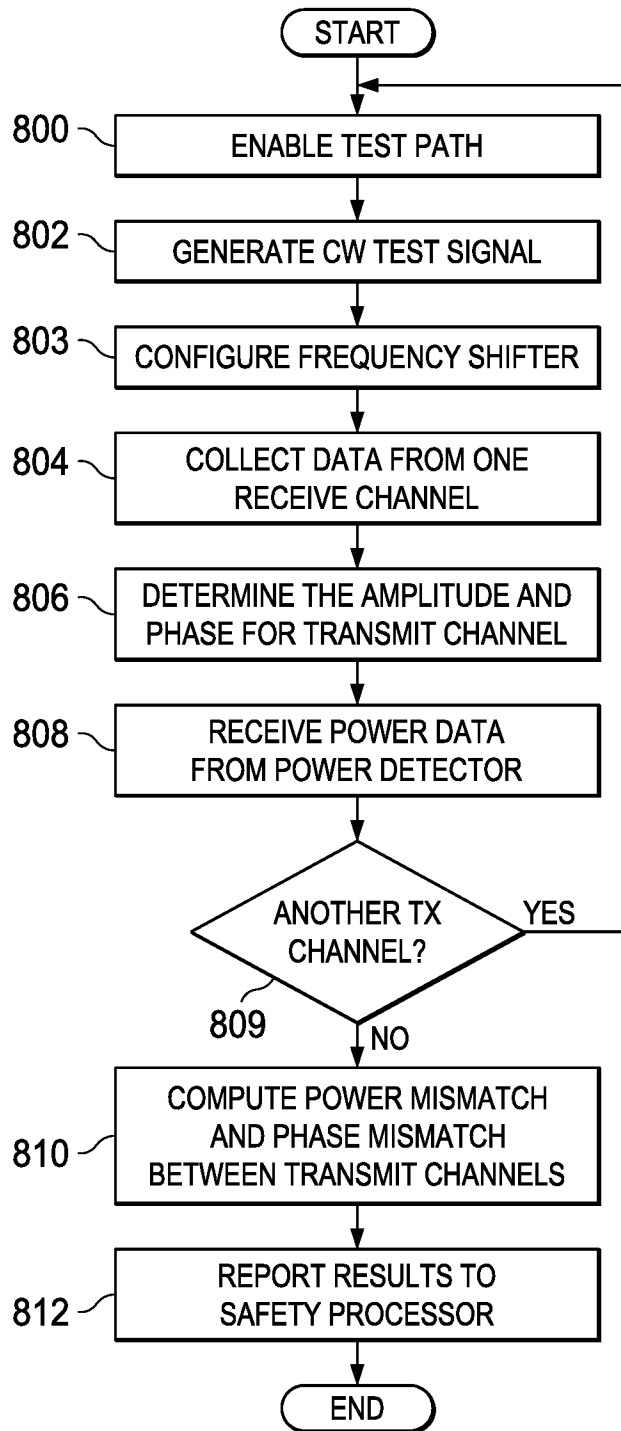 START
800
ENABLE TEST PATH
802
GENERATE CW TEST SIGNAL
803
CONFIGURE FREQUENCY SHIFTER
804
COLLECT DATA FROM ONE
RECEIVE CHANNEL
806
DETERMINE THE AMPLITUDE AND
PHASE FOR TRANSMIT CHANNEL
808
RECEIVE POWER DATA
FROM POWER DETECTOR
ANOTHER TX
CHANNEL?
YES
809
NO
810
COMPUTE POWER MISMATCH
AND PHASE MISMATCH
BETWEEN TRANSMIT CHANNELS
812
REPORT RESULTS TO
SAFETY PROCESSOR
END